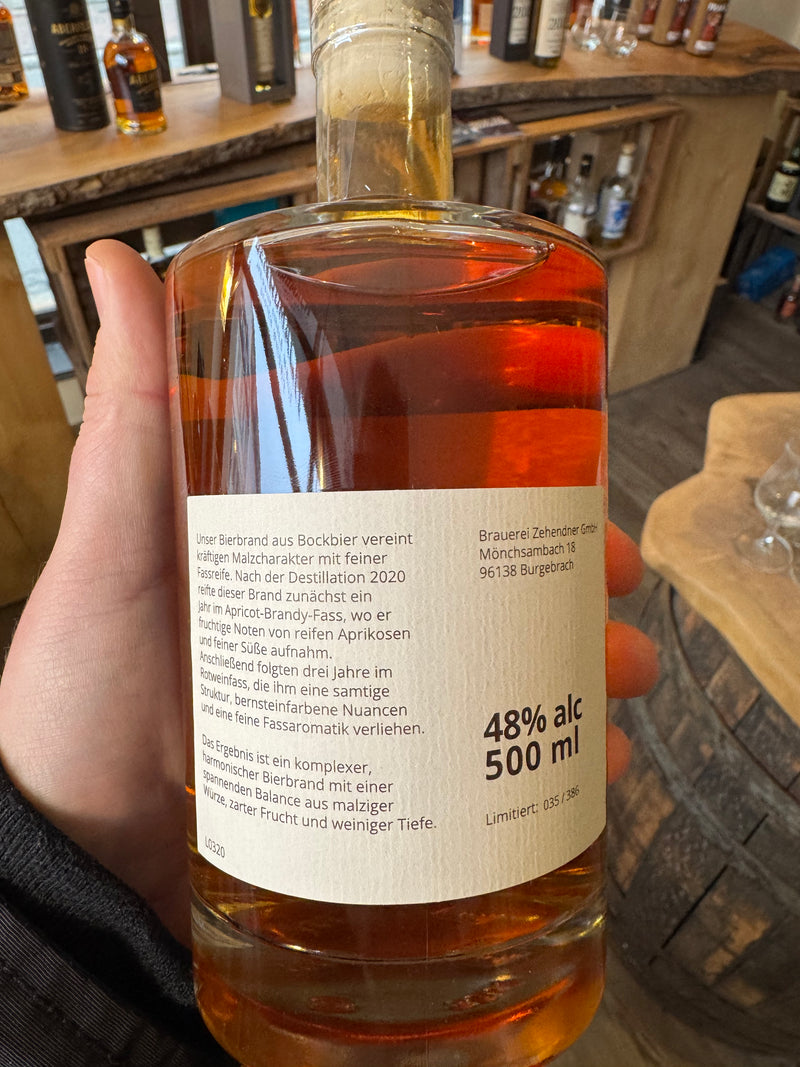 Unser Bierbrand aus Bockbier vereint
kräftigen Malzcharakter mit feiner
Fassreife. Nach der Destillation 2020
reifte dieser Brand zunächst ein
Jahr im Apricot-Brandy-Fass, wo er
fruchtige Noten von reifen Aprikosen
und feiner Süße aufnahm.
Anschließend folgten drei Jahre im
Rotweinfass, die ihm eine samtige
Struktur, bernsteinfarbene Nuancen
und eine feine Fassaromatik verliehen.
Das Ergebnis ist ein komplexer,
harmonischer Bierbrand mit einer
spannenden Balance aus malziger
Würze, zarter Frucht und weiniger Tiefe.
L0320
Brauerei Zehendner GmbH
Mönchsambach 18
96138 Burgebrach
48% alc
500 ml
Limitiert: 035 / 386